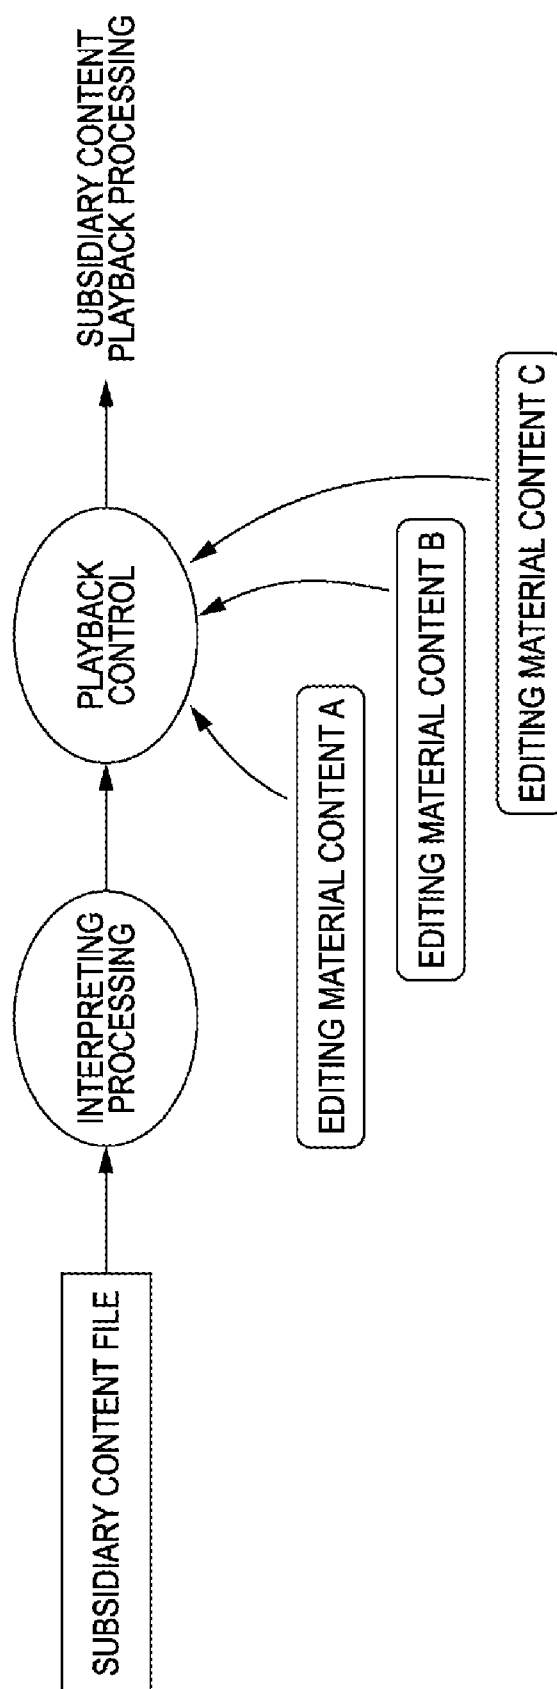 SUBSIDIARY CONTENT FILE
INTERPRETING
PROCESSING
PLAYBACK
CONTROL
SUBSIDIARY CONTENT
PLAYBACK PROCESSING
EDITING MATERIAL CONTENT A
EDITING MATERIAL CONTENT B
EDITING MATERIAL CONTENT C